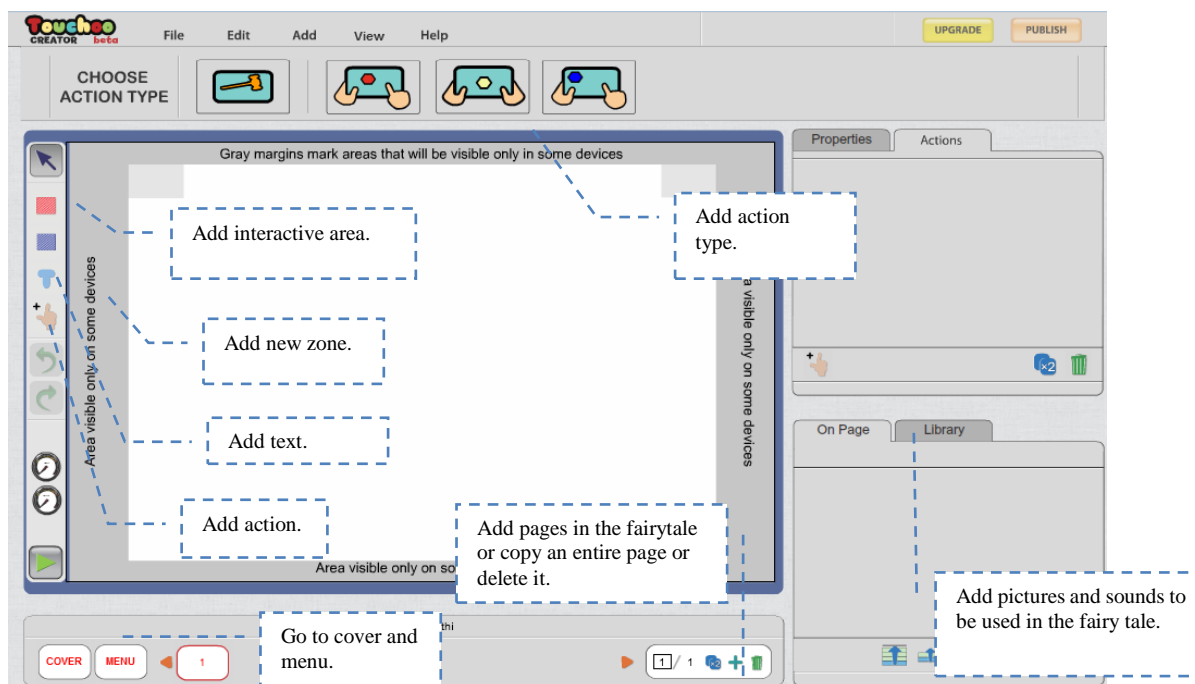 Touchoo
CREATOR beta
File Edit Add View Help
UPGRADE PUBLISH
CHOOSE
ACTION TYPE
Gray margins mark areas that will be visible only in some devices
Properties Actions
Add action
type.
Add interactive area.
Area visible only on some devices
a visible only on some devices
Add new zone.
×2
Add text.
On Page Library
Add action.
Add pages in the fairytale
or copy an entire page or
delete it.
Area visible only on so
Add pictures and sounds to
be used in the fairy tale.
thi
Go to cover and
menu.
COVER MENU 1
1 / 1 ×2